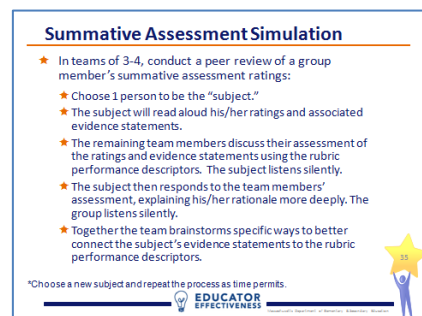 Summative Assessment Simulation
In teams of 3-4, conduct a peer review of a group
member's summative assessment ratings:
Choose 1 person to be the "subject."
The subject will read aloud his/her ratings and associated
evidence statements.
The remaining team members discuss their assessment of
the ratings and evidence statements using the rubric
performance descriptors. The subject listens silently.
The subject then responds to the team members'
assessment, explaining his/her rationale more deeply. The
group listens silently.
Together the team brainstorms specific ways to better
connect the subject's evidence statements to the rubric
performance descriptors.
35
*Choose a new subject and repeat the process as time permits.
EDUCATOR
EFFECTIVENESS